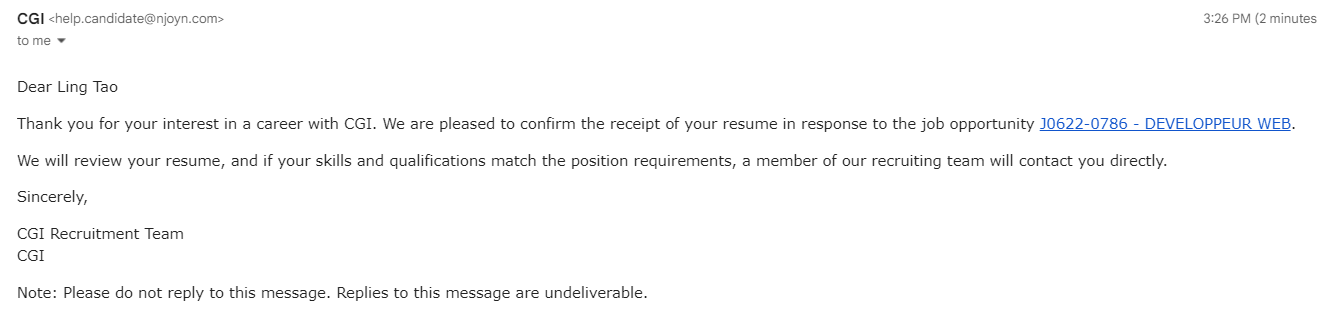 CGI <help.candidate@njoyn.com>
3:26 PM (2 minutes
to me
Dear Ling Tao
Thank you for your interest in a career with CGI. We are pleased to confirm the receipt of your resume in response to the job opportunity J0622-0786 - DEVELOPPEUR WEB.
We will review your resume, and if your skills and qualifications match the position requirements, a member of our recruiting team will contact you directly.
Sincerely,
CGI Recruitment Team
CGI
Note: Please do not reply to this message. Replies to this message are undeliverable.